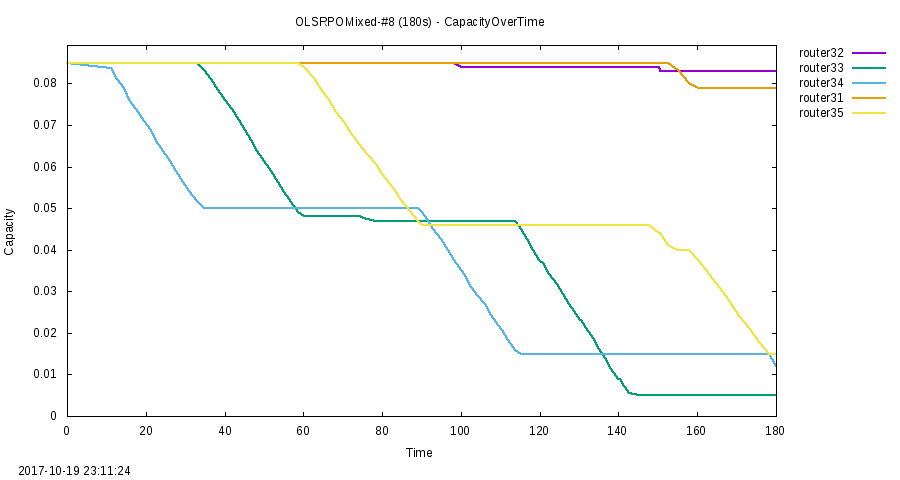 OLSRPOMixed-#8 (180s) - CapacityOverTime
router32
router33
router34
router31
router35
0.08
0.07
0.06
0.05
0.04
0.03
0.02
0.01
0
Capacity
0 20 40 60 80 100 120 140 160 180
Time
2017-10-19 23:11:24